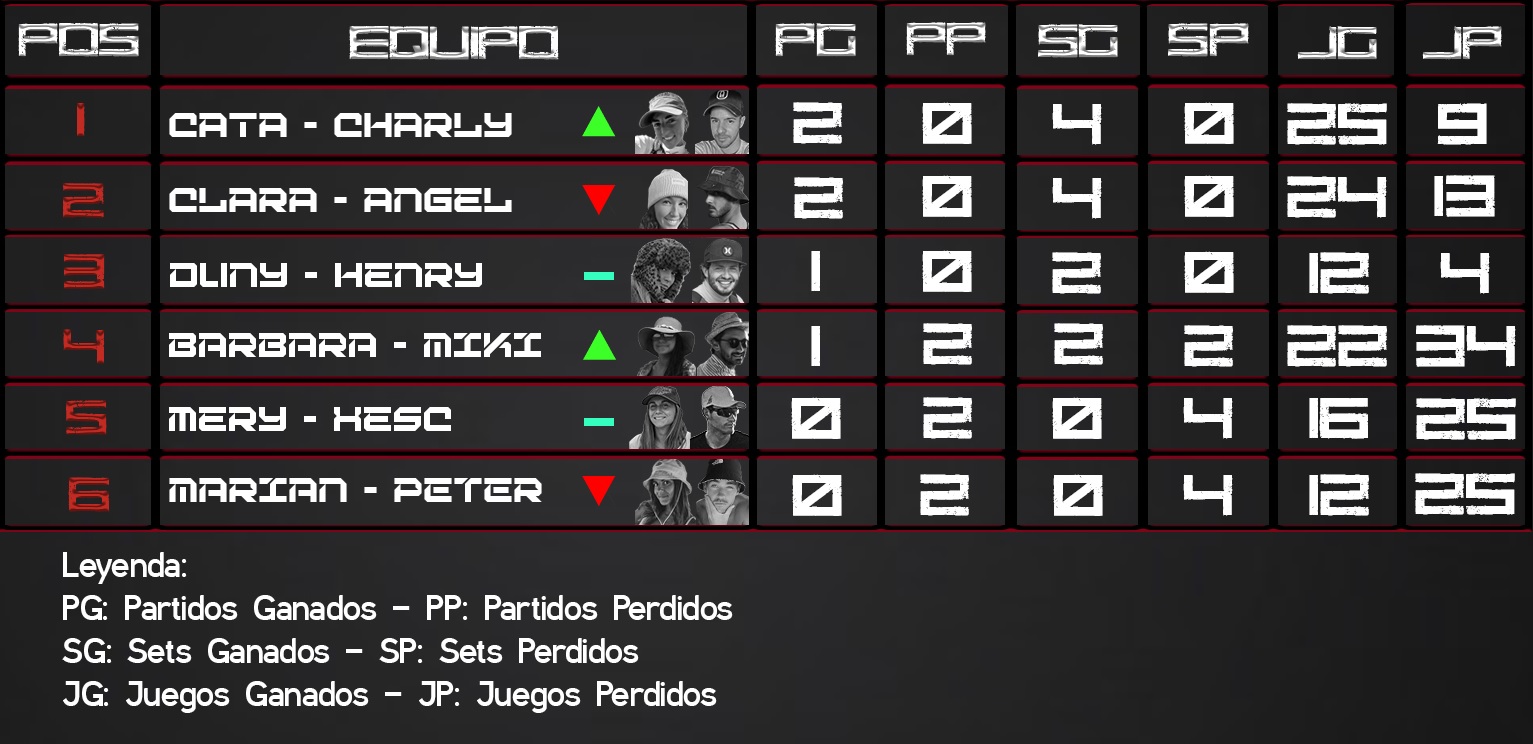 POS EQUIPO PG PP SG SP JG JP
1 CATA - CHARLY 2 0 4 0 25 9
2 CLARA - ANGEL 2 0 4 0 24 13
3 DUNY - HENRY 1 0 2 0 12 4
4 BARBARA - MIKI 1 2 2 2 22 34
5 MERY - XESC 0 2 0 4 16 25
6 MARIAN - PETER 0 2 0 4 12 25
Leyenda:
PG: Partidos Ganados – PP: Partidos Perdidos
SG: Sets Ganados – SP: Sets Perdidos
JG: Juegos Ganados – JP: Juegos Perdidos